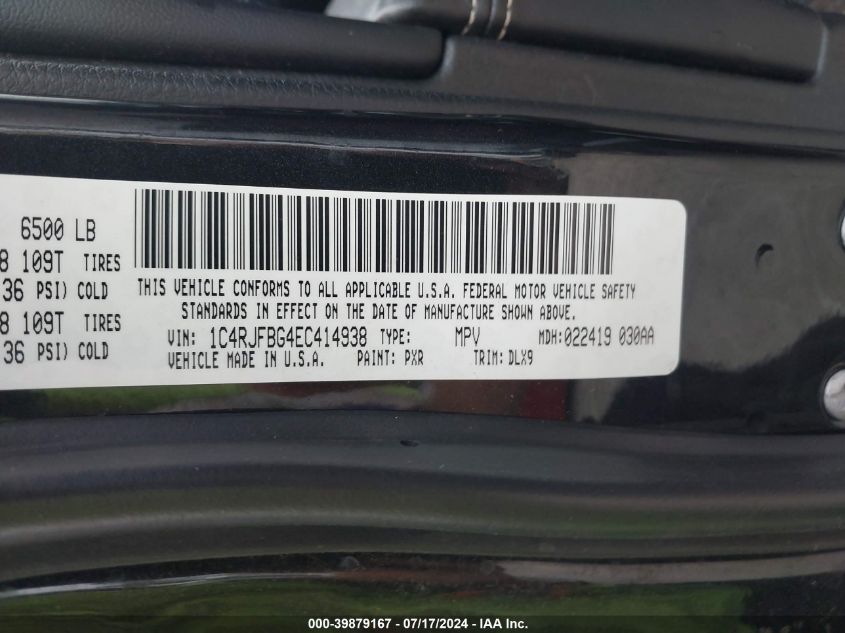 6500 LB
8 109T TIRES
36 PSI) COLD
8 109T TIRES
36 PSI) COLD
THIS VEHICLE CONFORMS TO ALL APPLICABLE U.S.A. FEDERAL MOTOR VEHICLE SAFETY
STANDARDS IN EFFECT ON THE DATE OF MANUFACTURE SHOWN ABOVE.
VIN: 1C4RJFBG4EC414938 TYPE: MPV MDH:022419 030AA
VEHICLE MADE IN U.S.A. PAINT: PXR TRIM: DLX9
000-39879167 - 07/17/2024 - IAA Inc.